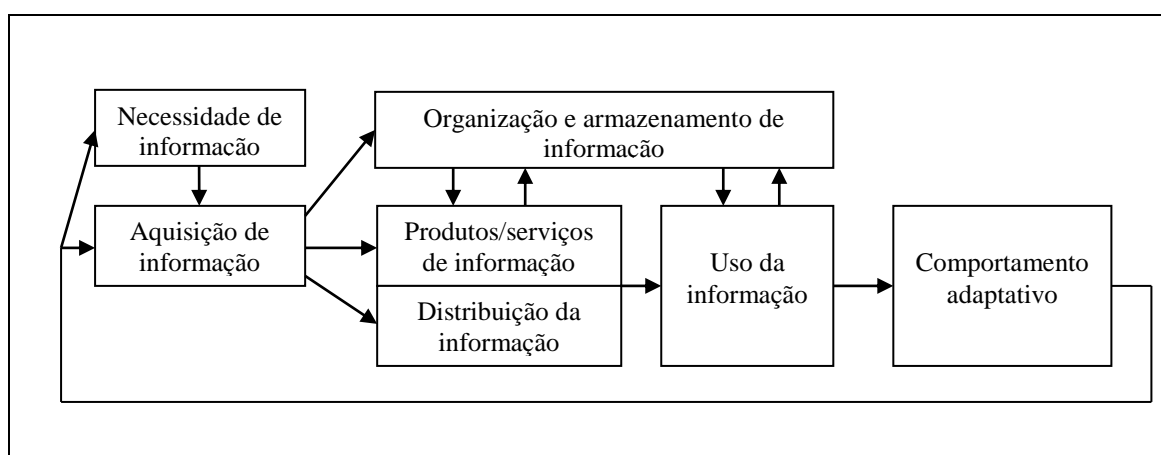 Necessidade de
informacão
Organização e armazenamento de
informacão
Aquisição de
informação
Produtos/serviços
de informação
Distribuição da
informação
Uso da
informação
Comportamento
adaptativo